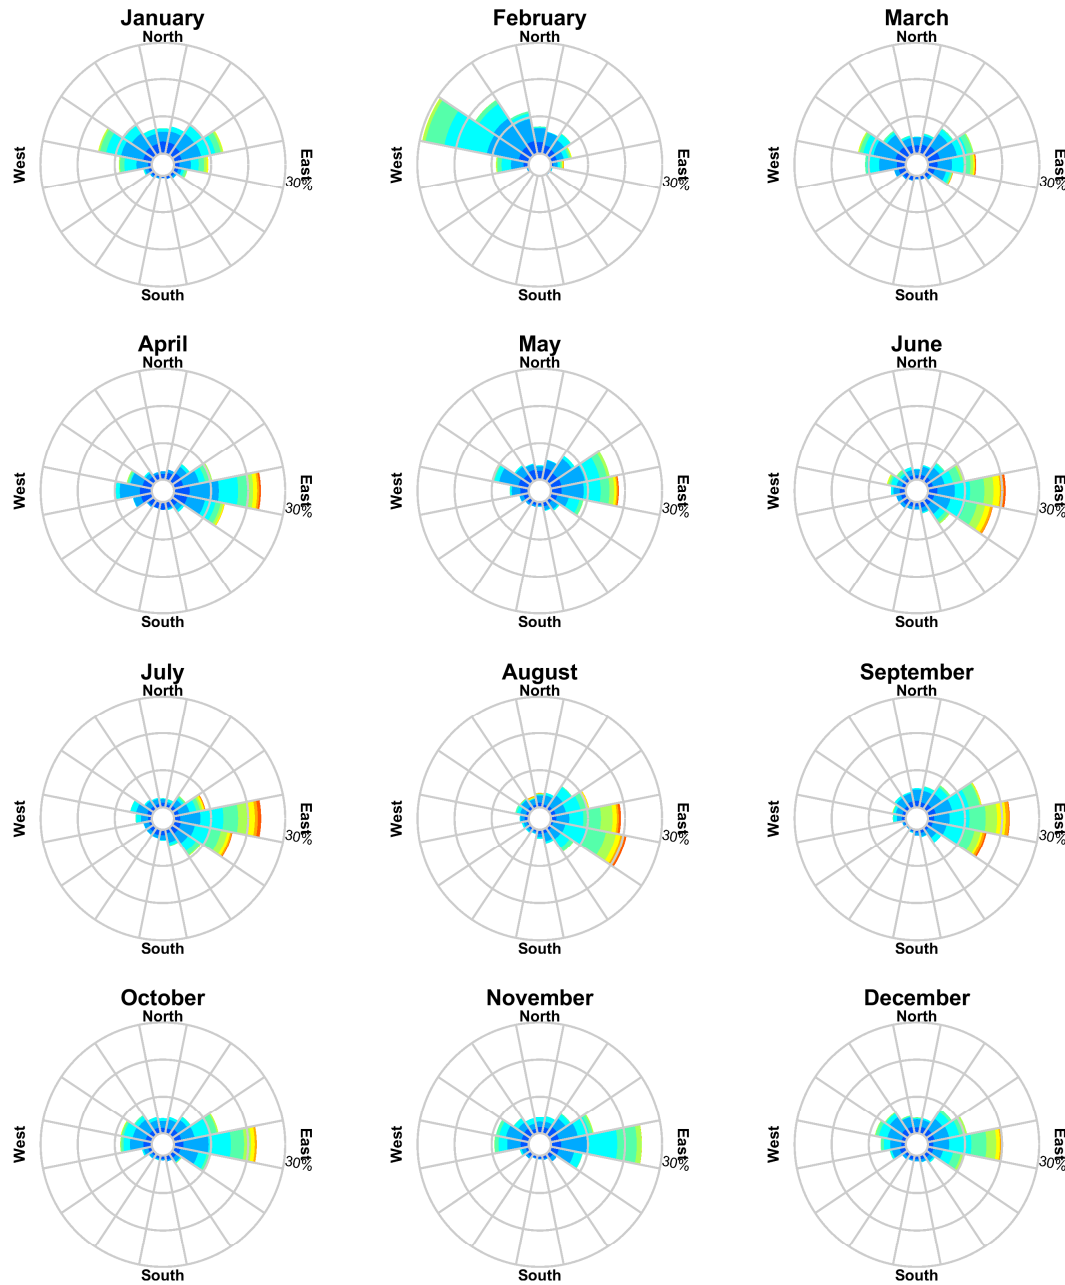 January February March
North North North
West East West East West East
30% 30% 30%
South South South
April May June
North North North
West East West East West East
30% 30% 30%
South South South
July August September
North North North
West East West East West East
30% 30% 30%
South South South
October November December
North North North
West East West East West East
30% 30% 30%
South South South